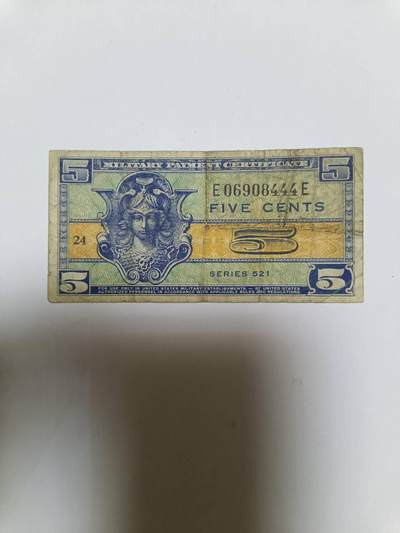 5 MILITARY PAYMENT CERTIFICATE 5
E06908444E
FIVE CENTS
24
5
SERIES 521
5 5
FOR USE ONLY IN UNITED STATES MILITARY ESTABLISHMENTS — BY UNITED STATES
AUTHORIZED PERSONNEL IN ACCORDANCE WITH APPLICABLE RULES AND REGULATIONS